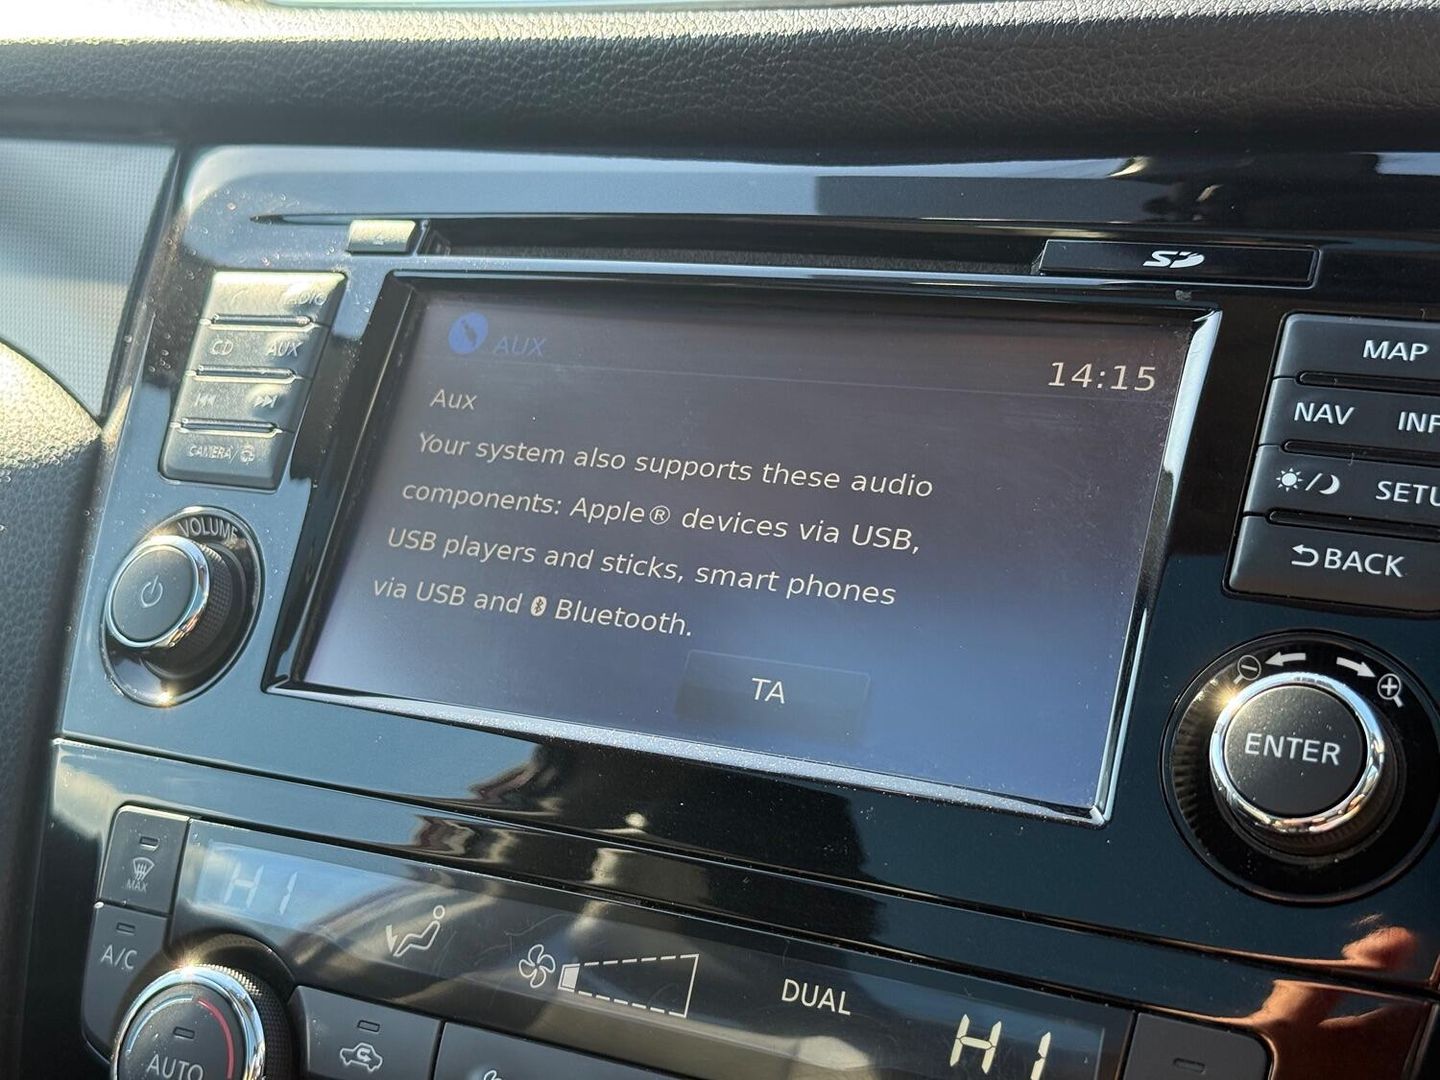 SD
RADIO
CD AUX
CAMERA/
VOLUME
AUX
14:15
Aux
Your system also supports these audio
components: Apple® devices via USB,
USB players and sticks, smart phones
via USB and Bluetooth.
TA
MAP
NAV INF
SETU
BACK
ENTER
MAX
A/C
AUTO
HI
DUAL
HI